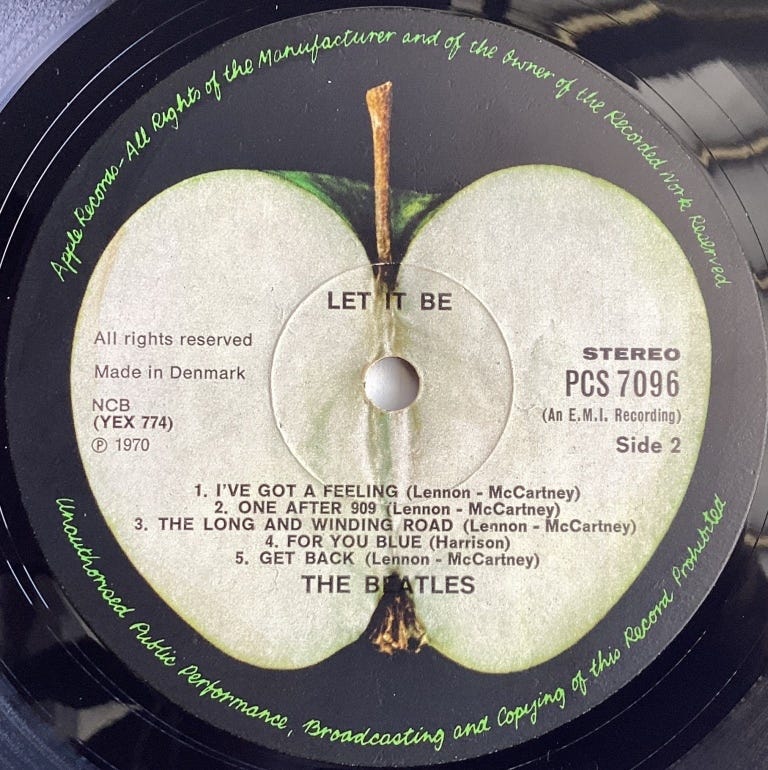 Apple Records - All Rights of the Manufacturer and of the Owner of the Recorded Work Reserved
LET IT BE
All rights reserved
Made in Denmark
NCB
(YEX 774)
℗ 1970
STEREO
PCS 7096
(An E.M.I. Recording)
Side 2
1. I'VE GOT A FEELING (Lennon - McCartney)
2. ONE AFTER 909 (Lennon - McCartney)
3. THE LONG AND WINDING ROAD (Lennon - McCartney)
4. FOR YOU BLUE (Harrison)
5. GET BACK (Lennon - McCartney)
THE BEATLES
Unauthorised Public Performance, Broadcasting and Copying of this Record Prohibited